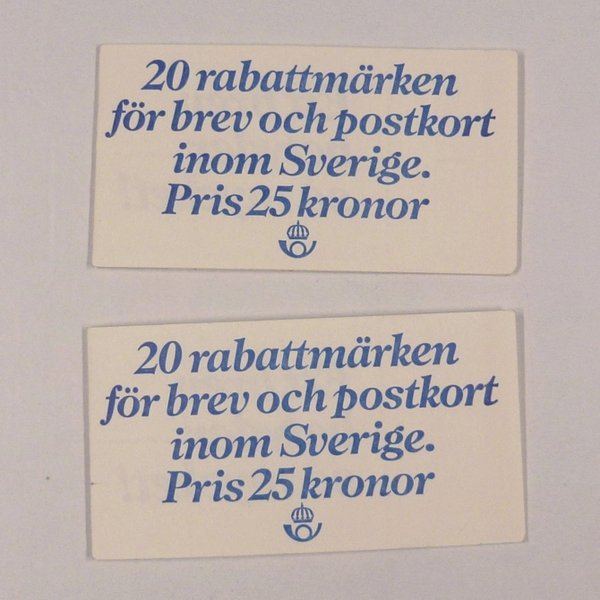 20 rabattmärken
för brev och postkort
inom Sverige.
Pris 25 kronor
20 rabattmärken
för brev och postkort
inom Sverige.
Pris 25 kronor